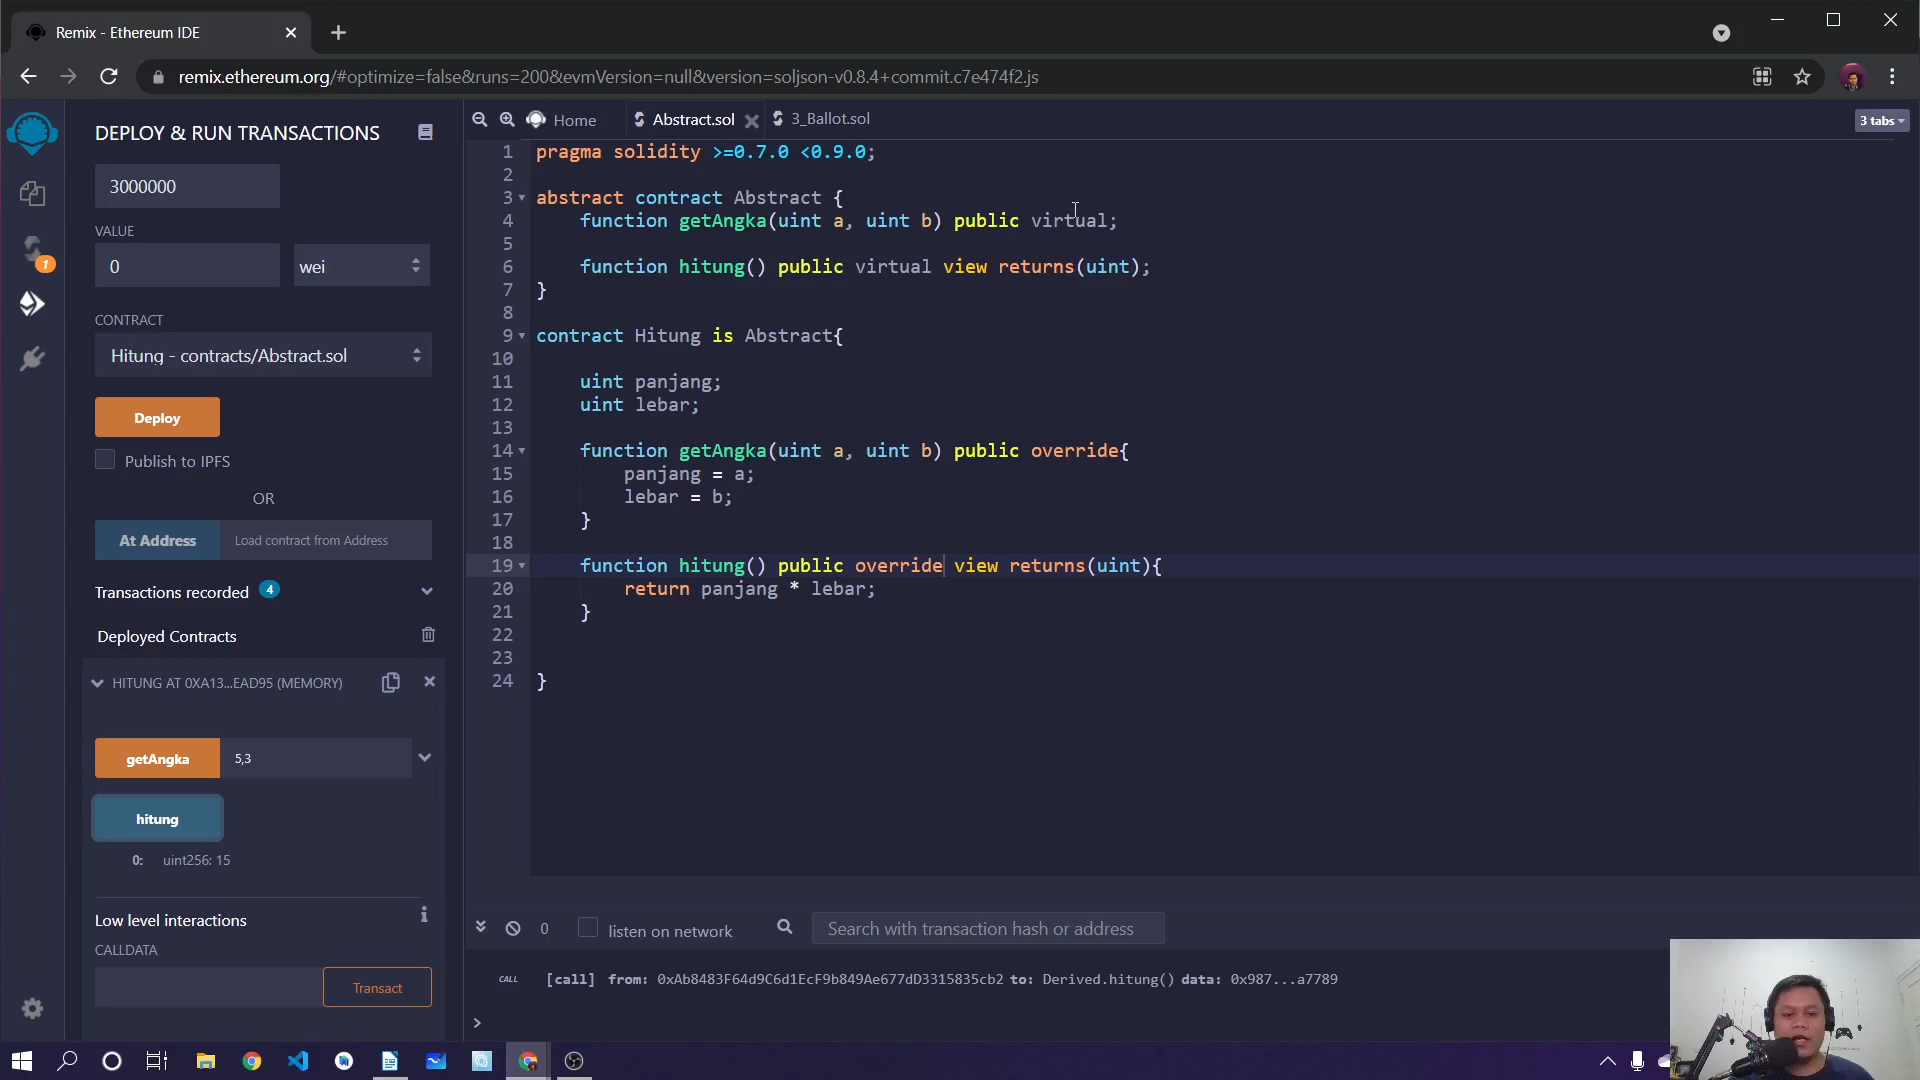 Remix - Ethereum IDE
remix.ethereum.org/#optimize=false&runs=200&evmVersion=null&version=soljson-v0.8.4+commit.c7e474f2.js
DEPLOY & RUN TRANSACTIONS
3000000
VALUE
0
wei
CONTRACT
Hitung - contracts/Abstract.sol
Deploy
Publish to IPFS
OR
At Address
Load contract from Address
Transactions recorded 4
Deployed Contracts
HITUNG AT 0XA13...EAD95 (MEMORY)
getAngka
5,3
hitung
0: uint256: 15
Low level interactions
i
CALLDATA
Transact
1
Home
Abstract.sol
3_Ballot.sol
3 tabs
1 pragma solidity >=0.7.0 <0.9.0;
2
3 abstract contract Abstract {
4 function getAngka(uint a, uint b) public virtual;
5
6 function hitung() public virtual view returns(uint);
7 }
8
9 contract Hitung is Abstract{
10
11 uint panjang;
12 uint lebar;
13
14 function getAngka(uint a, uint b) public override{
15 panjang = a;
16 lebar = b;
17 }
18
19 function hitung() public override view returns(uint){
20 return panjang * lebar;
21 }
22
23
24 }
0
listen on network
Search with transaction hash or address
CALL [call] from: 0xAb8483F64d9C6d1EcF9b849Ae677dD3315835cb2 to: Derived.hitung() data: 0x987...a7789
>